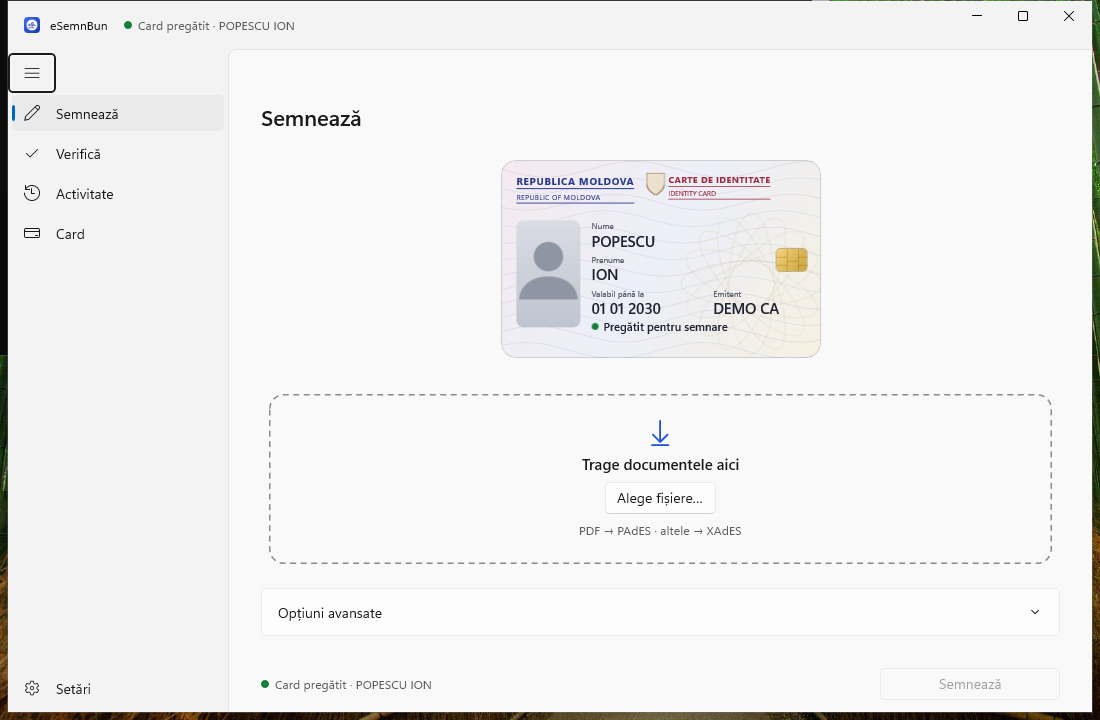 eSemnBun
Card pregătit · POPESCU ION
Semnează
Verifică
Activitate
Card
Setări
Semnează
REPUBLICA MOLDOVA
REPUBLIC OF MOLDOVA
CARTE DE IDENTITATE
IDENTITY CARD
Nume
POPESCU
Prenume
ION
Valabil până la
01 01 2030
Emitent
DEMO CA
Pregătit pentru semnare
Trage documentele aici
Alege fișiere...
PDF → PAdES · altele → XAdES
Opțiuni avansate
Card pregătit · POPESCU ION
Semnează